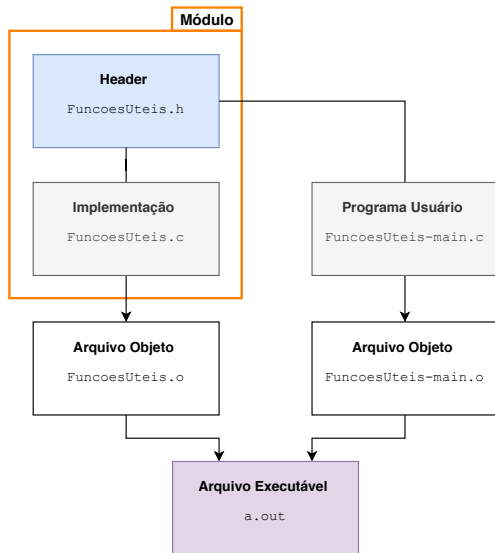 Módulo
Header
FuncoesUteis.h
Implementação
FuncoesUteis.c
Programa Usuário
FuncoesUteis-main.c
Arquivo Objeto
FuncoesUteis.o
Arquivo Objeto
FuncoesUteis-main.o
Arquivo Executável
a.out